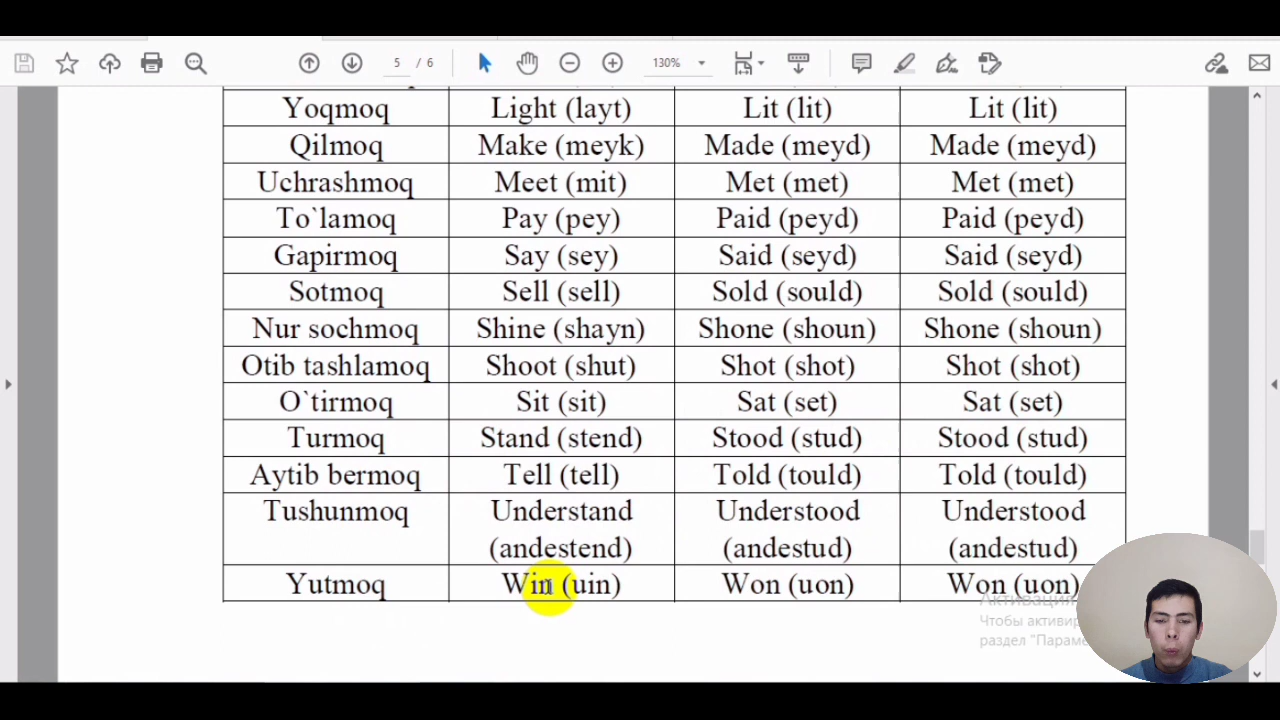 5 / 6 130%
Yoqmoq Light (layt) Lit (lit) Lit (lit)
Qilmoq Make (meyk) Made (meyd) Made (meyd)
Uchrashmoq Meet (mit) Met (met) Met (met)
To`lamoq Pay (pey) Paid (peyd) Paid (peyd)
Gapirmoq Say (sey) Said (seyd) Said (seyd)
Sotmoq Sell (sell) Sold (sould) Sold (sould)
Nur sochmoq Shine (shayn) Shone (shoun) Shone (shoun)
Otib tashlamoq Shoot (shut) Shot (shot) Shot (shot)
O`tirmoq Sit (sit) Sat (set) Sat (set)
Turmoq Stand (stend) Stood (stud) Stood (stud)
Aytib bermoq Tell (tell) Told (tould) Told (tould)
Tushunmoq Understand Understood Understood
(andestend) (andestud) (andestud)
Yutmoq Win (uin) Won (uon) Won (uon)
Активация
Чтобы активир
раздел "Параме